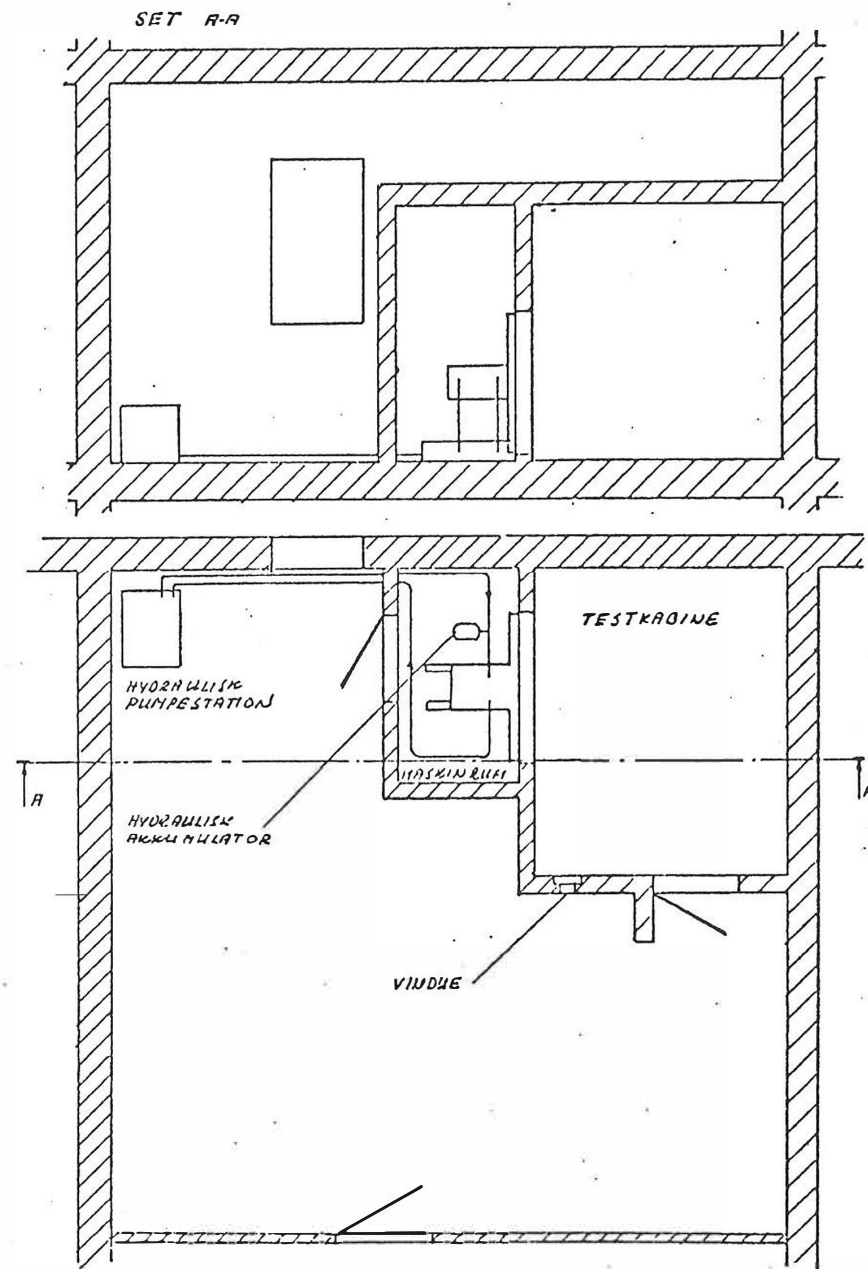 SET A-A
TESTKABINE
HYDRAULISK
PUMPESTATION
MASKINRUM
A
A
HYDRAULISK
AKKUMULATOR
VINDUE